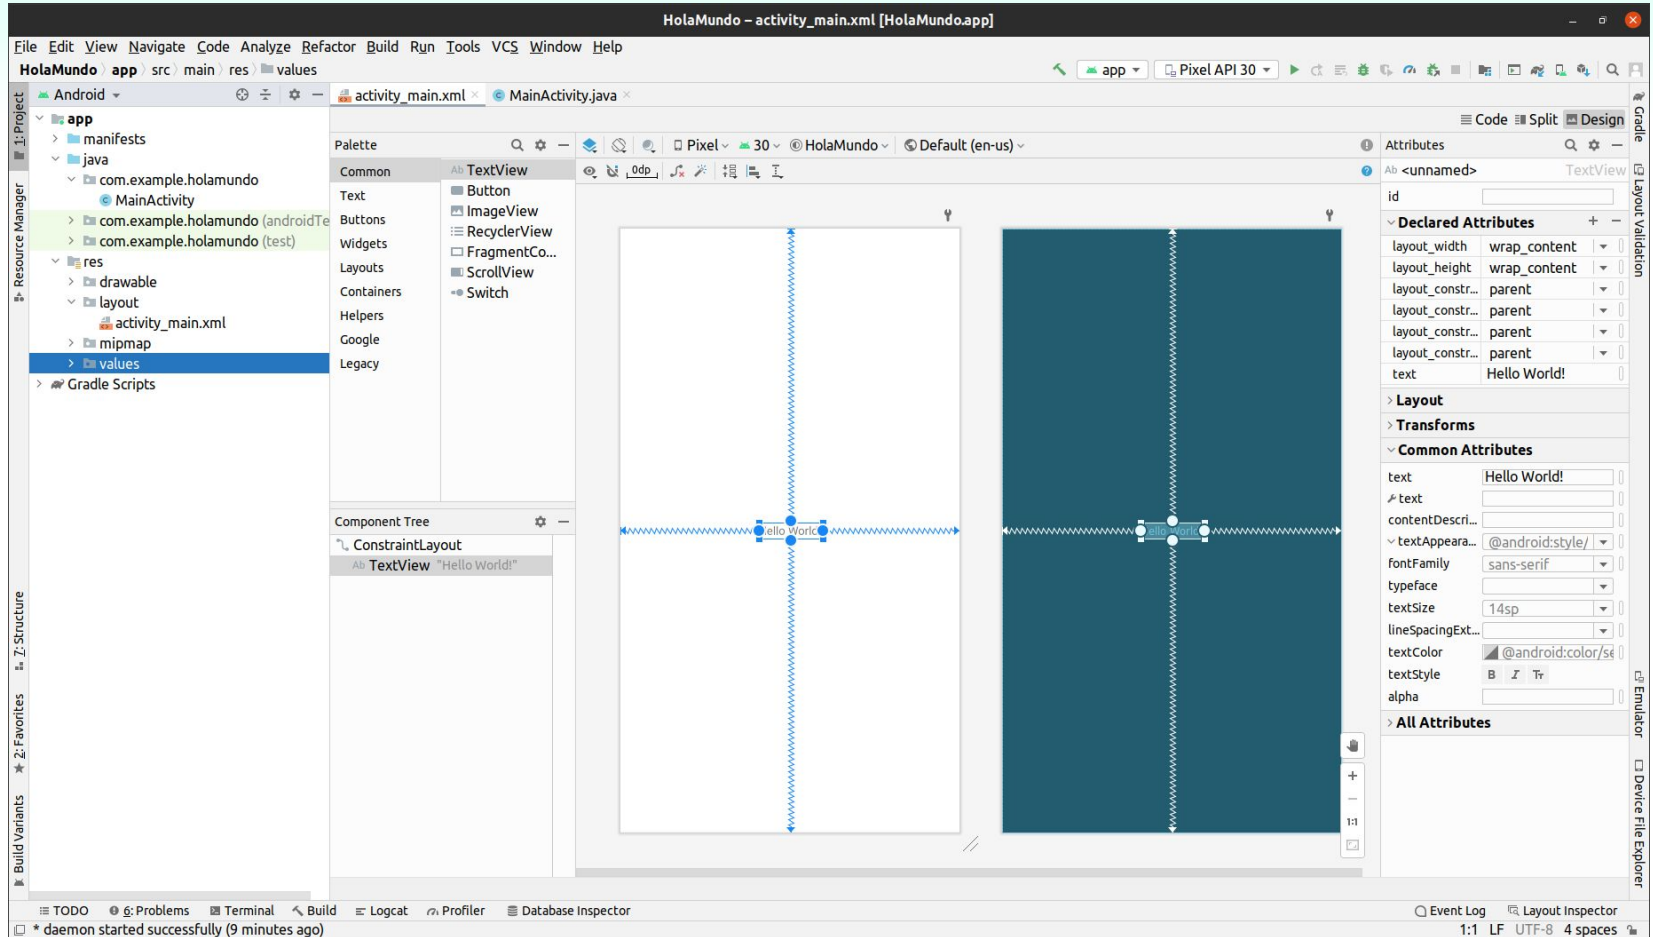 HolaMundo – activity_main.xml [HolaMundo.app]
File Edit View Navigate Code Analyze Refactor Build Run Tools VCS Window Help
HolaMundo app src main res values
app Pixel API 30
1: Project
Resource Manager
7: Structure
2: Favorites
Build Variants
Android
app
manifests
java
com.example.holamundo
MainActivity
com.example.holamundo (androidTe
com.example.holamundo (test)
res
drawable
layout
activity_main.xml
mipmap
values
Gradle Scripts
activity_main.xml MainActivity.java
Code Split Design
Palette
Common
Text
Buttons
Widgets
Layouts
Containers
Helpers
Google
Legacy
Ab TextView
Button
ImageView
RecyclerView
FragmentCo...
ScrollView
Switch
Component Tree
ConstraintLayout
Ab TextView "Hello World!"
Pixel 30 HolaMundo Default (en-us)
0dp
ello World
ello World
1:1
Attributes
Ab <unnamed> TextView
id
Declared Attributes
layout_width wrap_content
layout_height wrap_content
layout_constr... parent
layout_constr... parent
layout_constr... parent
layout_constr... parent
text Hello World!
Layout
Transforms
Common Attributes
text Hello World!
text
contentDescri...
textAppeara... @android:style/
fontFamily sans-serif
typeface
textSize 14sp
lineSpacingExt...
textColor @android:color/se
textStyle B I Tr
alpha
All Attributes
Gradle
Layout Validation
Emulator
Device File Explorer
TODO 6: Problems Terminal Build Logcat Profiler Database Inspector Event Log Layout Inspector
* daemon started successfully (9 minutes ago) 1:1 LF UTF-8 4 spaces